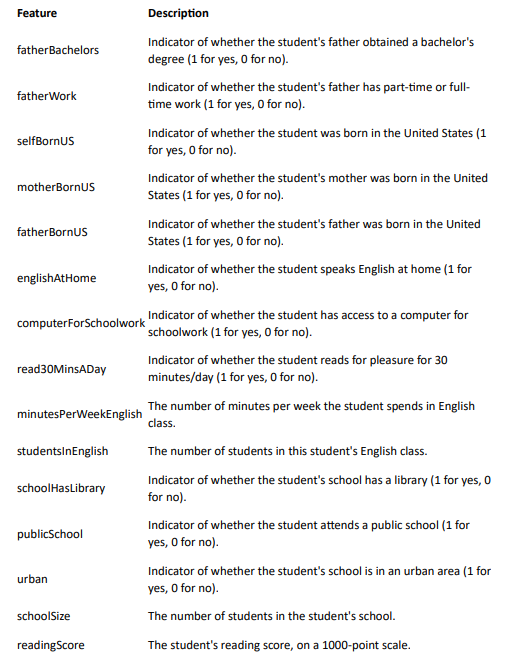 Feature Description
fatherBachelors Indicator of whether the student's father obtained a bachelor's
degree (1 for yes, 0 for no).
fatherWork Indicator of whether the student's father has part-time or full-
time work (1 for yes, 0 for no).
selfBornUS Indicator of whether the student was born in the United States (1
for yes, 0 for no).
motherBornUS Indicator of whether the student's mother was born in the United
States (1 for yes, 0 for no).
fatherBornUS Indicator of whether the student's father was born in the United
States (1 for yes, 0 for no).
englishAtHome Indicator of whether the student speaks English at home (1 for
yes, 0 for no).
computerForSchoolwork Indicator of whether the student has access to a computer for
schoolwork (1 for yes, 0 for no).
read30MinsADay Indicator of whether the student reads for pleasure for 30
minutes/day (1 for yes, 0 for no).
minutesPerWeekEnglish The number of minutes per week the student spends in English
class.
studentsInEnglish The number of students in this student's English class.
schoolHasLibrary Indicator of whether the student's school has a library (1 for yes, 0
for no).
publicSchool Indicator of whether the student attends a public school (1 for
yes, 0 for no).
urban Indicator of whether the student's school is in an urban area (1 for
yes, 0 for no).
schoolSize The number of students in the student's school.
readingScore The student's reading score, on a 1000-point scale.